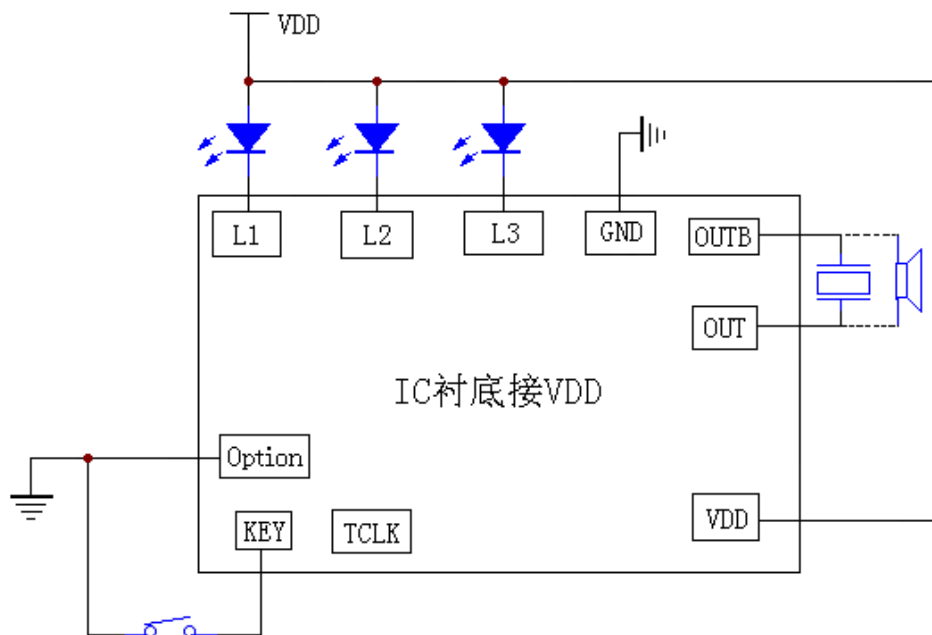 VDD
L1
L2
L3
GND
OUTB
OUT
IC衬底接VDD
Option
KEY
TCLK
VDD